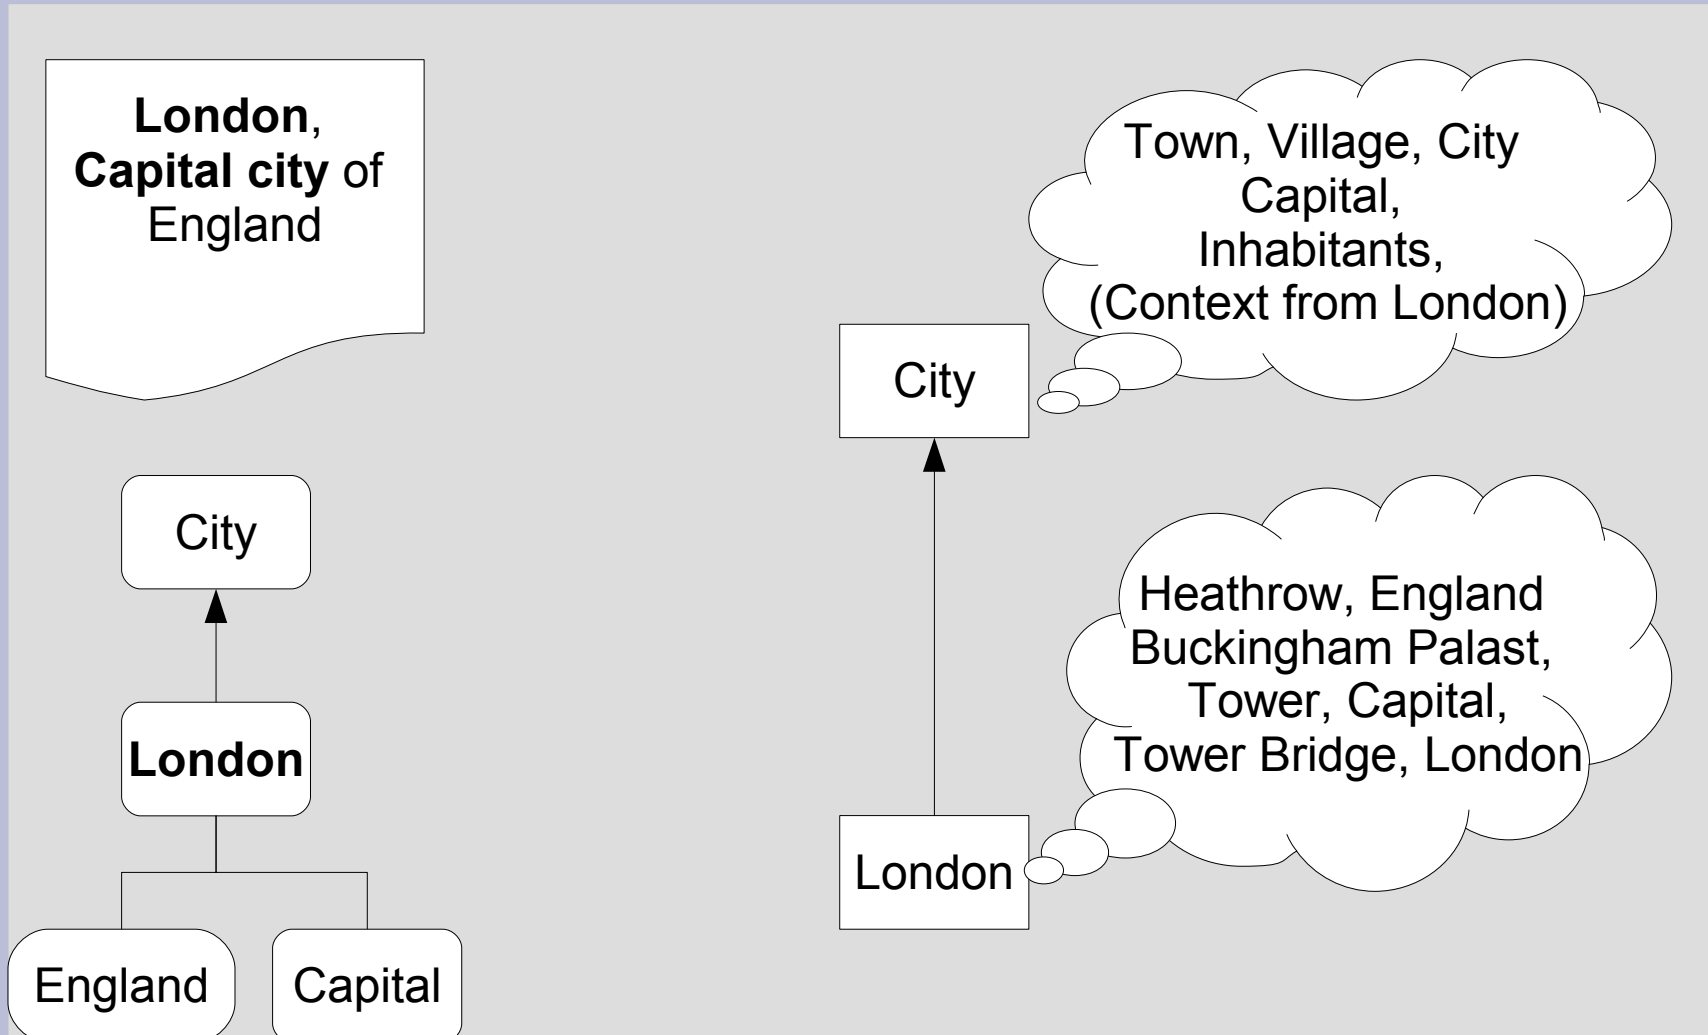 London,
Capital city of
England
City
London
England
Capital
Town, Village, City
Capital,
Inhabitants,
(Context from London)
City
Heathrow, England
Buckingham Palast,
Tower, Capital,
Tower Bridge, London
London